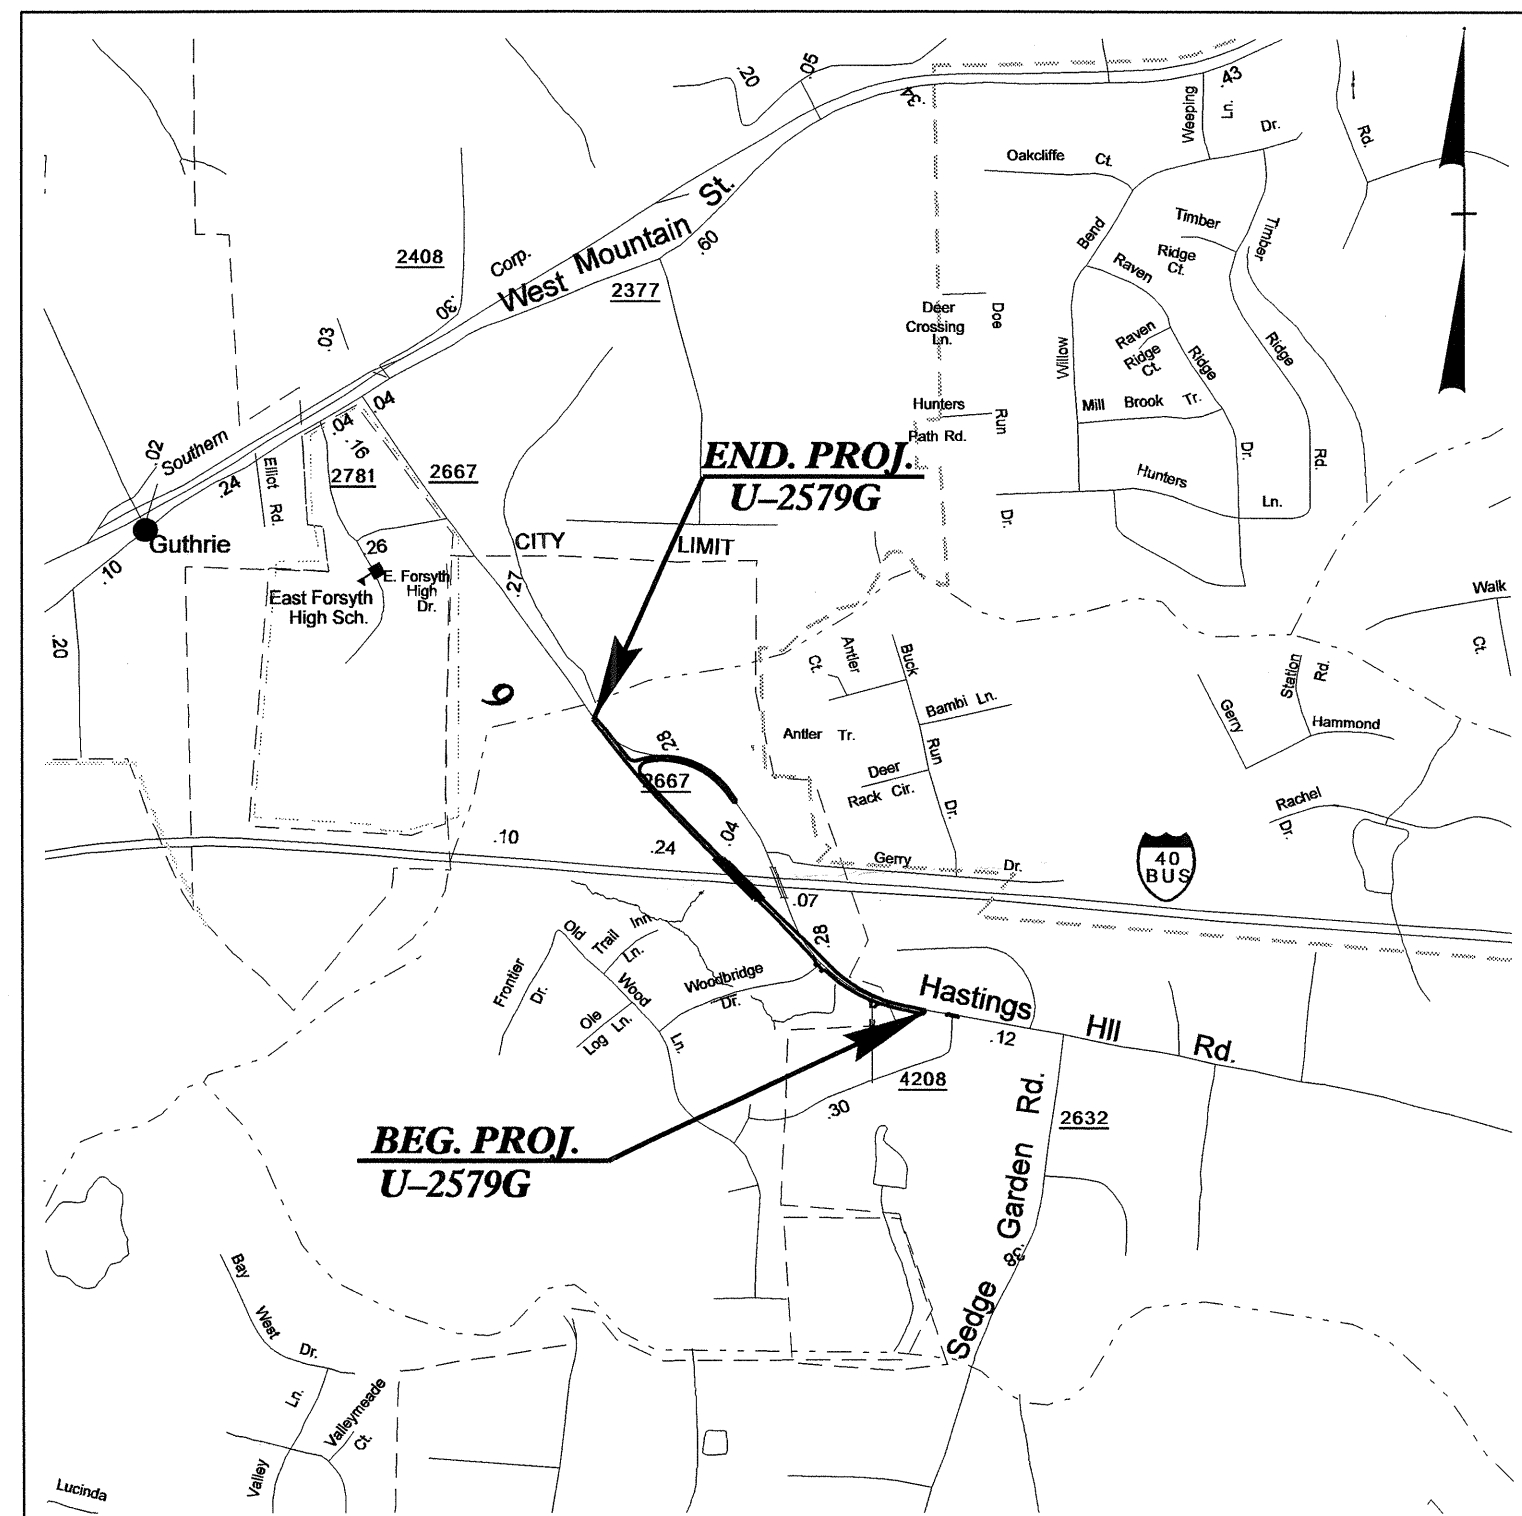 .20
.05
.34
.43
Weeping
Ln.
Dr.
Rd.
Oakcliffe Ct.
Corp.
West Mountain St.
2408
.30
.03
2377
.60
Bend
Timber
Ridge
Ct.
Timber
Ridge
Rd.
Raven
Ridge
Dr.
Raven
Ridge
Ct.
Willow
Deer
Crossing
Ln.
Doe
Run
Dr.
Hunters
Path Rd.
Mill Brook Tr.
Hunters Ln.
.04
.04
.16
.02
Southern
.24
Elliot Rd.
2781
2667
Guthrie
.10
.20
26
E. Forsyth
High
Dr.
East Forsyth
High Sch.
CITY LIMIT
.27
END. PROJ.
U–2579G
9
.28
2667
.04
.10
.24
.07
.28
Antler
Ct.
Buck
Run
Dr.
Bambi Ln.
Antler Tr.
Deer
Rack Cir.
Gerry Dr.
Walk
Ct.
Station
Rd.
Gerry
Hammond
Rachel
Dr.
40
BUS
Old
Trail Inn
Ln.
Wood
Ln.
Frontier
Dr.
Ole
Log Ln.
Woodbridge
Dr.
Hastings HIl Rd.
.12
4208
.30
BEG. PROJ.
U–2579G
2632
Sedge Garden Rd.
.38
Bay
West
Dr.
Ln.
Valley
Valleymeade
Ct.
Lucinda